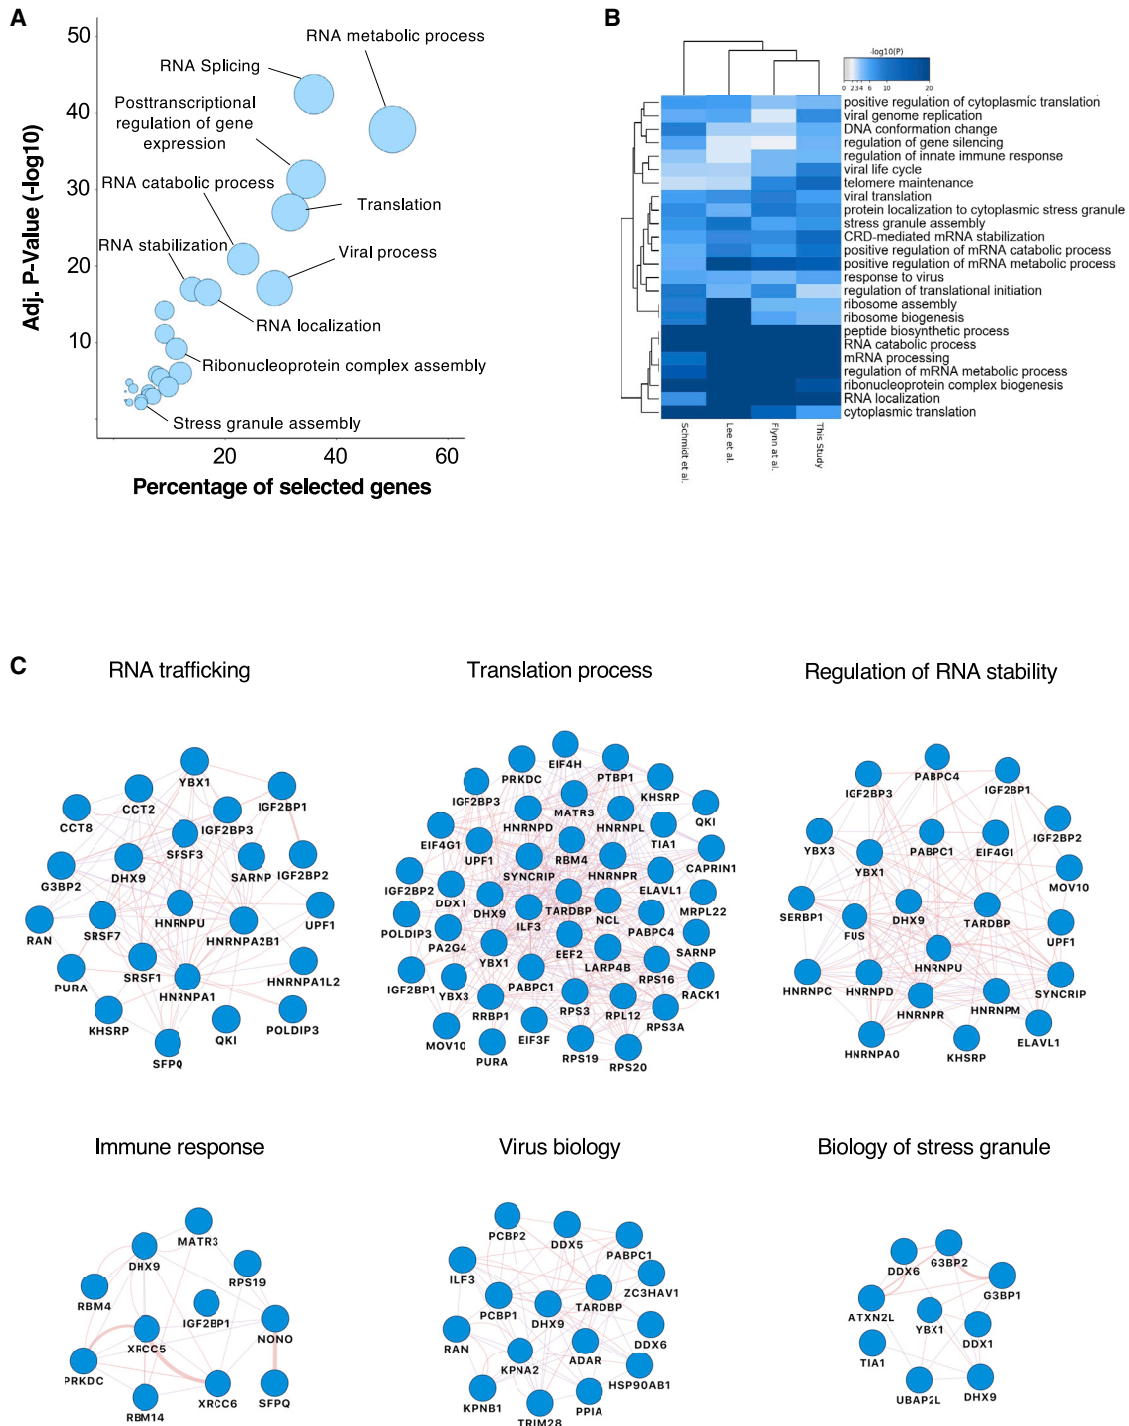 A
50
40
30
20
10
Adj. P-Value (-log10)
RNA metabolic process
RNA Splicing
Posttranscriptional
regulation of gene
expression
RNA catabolic process
Translation
RNA stabilization
Viral process
RNA localization
Ribonucleoprotein complex assembly
Stress granule assembly
20
40
60
Percentage of selected genes
B
-log10(P)
0 2 3 4 6 10 20
positive regulation of cytoplasmic translation
viral genome replication
DNA conformation change
regulation of gene silencing
regulation of innate immune response
viral life cycle
telomere maintenance
viral translation
protein localization to cytoplasmic stress granule
stress granule assembly
CRD-mediated mRNA stabilization
positive regulation of mRNA catabolic process
positive regulation of mRNA metabolic process
response to virus
regulation of translational initiation
ribosome assembly
ribosome biogenesis
peptide biosynthetic process
RNA catabolic process
mRNA processing
regulation of mRNA metabolic process
ribonucleoprotein complex biogenesis
RNA localization
cytoplasmic translation
Schmidt et al.
Lee et al.
Flynn at al.
This Study
C
RNA trafficking
YBX1
CCT2
IGF2BP1
CCT8
IGF2BP3
SRSF3
G3BP2
DHX9
SARNP
IGF2BP2
RAN
SRSF7
HNRNPU
HNRNPA2B1
UPF1
PURA
SRSF1
HNRNPA1
HNRNPA1L2
KHSRP
SFPQ
QKI
POLDIP3
Translation process
EIF4H
PRKDC
PTBP1
IGF2BP3
MATR3
KHSRP
HNRNPD
HNRNPL
QKI
EIF4G1
UPF1
RBM4
TIA1
SYNCRIP
HNRNPR
CAPRIN1
IGF2BP2
DDX1
ELAVL1
DHX9
TARDBP
NCL
MRPL22
POLDIP3
PA2G4
ILF3
PABPC4
EEF2
SARNP
YBX1
LARP4B
IGF2BP1
YBX3
PABPC1
RPS16
RACK1
RRBP1
RPS3
RPL12
RPS3A
MOV10
PURA
EIF3F
RPS19
RPS20
Regulation of RNA stability
PABPC4
IGF2BP3
IGF2BP1
YBX3
YBX1
PABPC1
EIF4G1
IGF2BP2
MOV10
SERBP1
FUS
DHX9
TARDBP
UPF1
HNRNPU
HNRNPC
HNRNPD
HNRNPR
HNRNPM
SYNCRIP
HNRNPA0
KHSRP
ELAVL1
Immune response
MATR3
DHX9
RPS19
RBM4
IGF2BP1
NONO
XRCC5
PRKDC
RBM14
XRCC6
SFPQ
Virus biology
PCBP2
DDX5
PABPC1
ILF3
ZC3HAV1
PCBP1
TARDBP
DHX9
RAN
DDX6
KPNA2
ADAR
HSP90AB1
KPNB1
TRIM28
PPIA
Biology of stress granule
DDX6
G3BP2
G3BP1
ATXN2L
YBX1
DDX1
TIA1
UBAP2L
DHX9